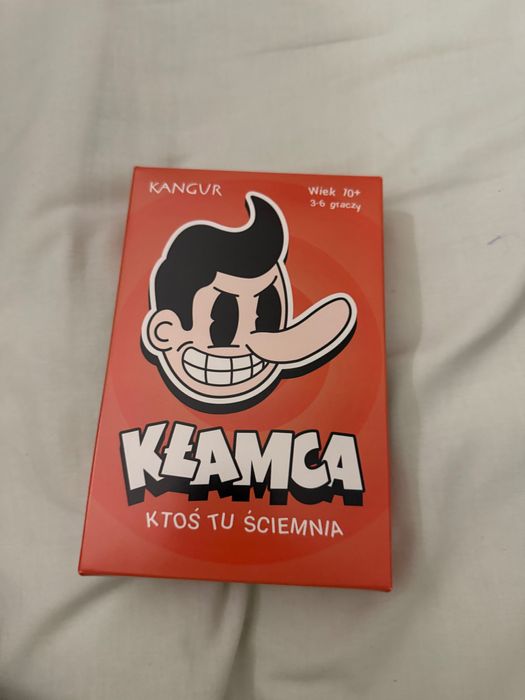 KANGUR
Wiek 10+
3-6 graczy
KŁAMCA
KTOŚ TU ŚCIEMNIA